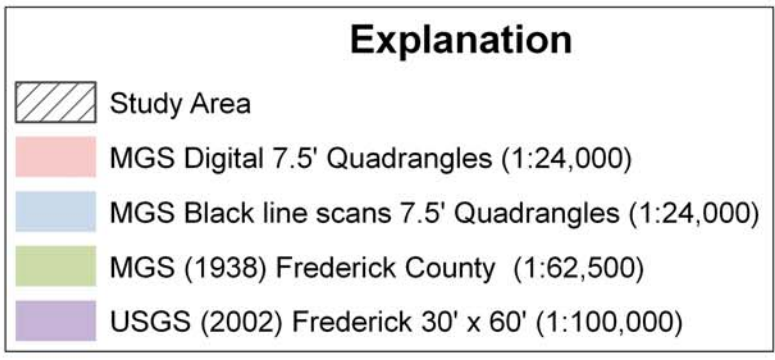 Explanation
Study Area
MGS Digital 7.5' Quadrangles (1:24,000)
MGS Black line scans 7.5' Quadrangles (1:24,000)
MGS (1938) Frederick County (1:62,500)
USGS (2002) Frederick 30' x 60' (1:100,000)